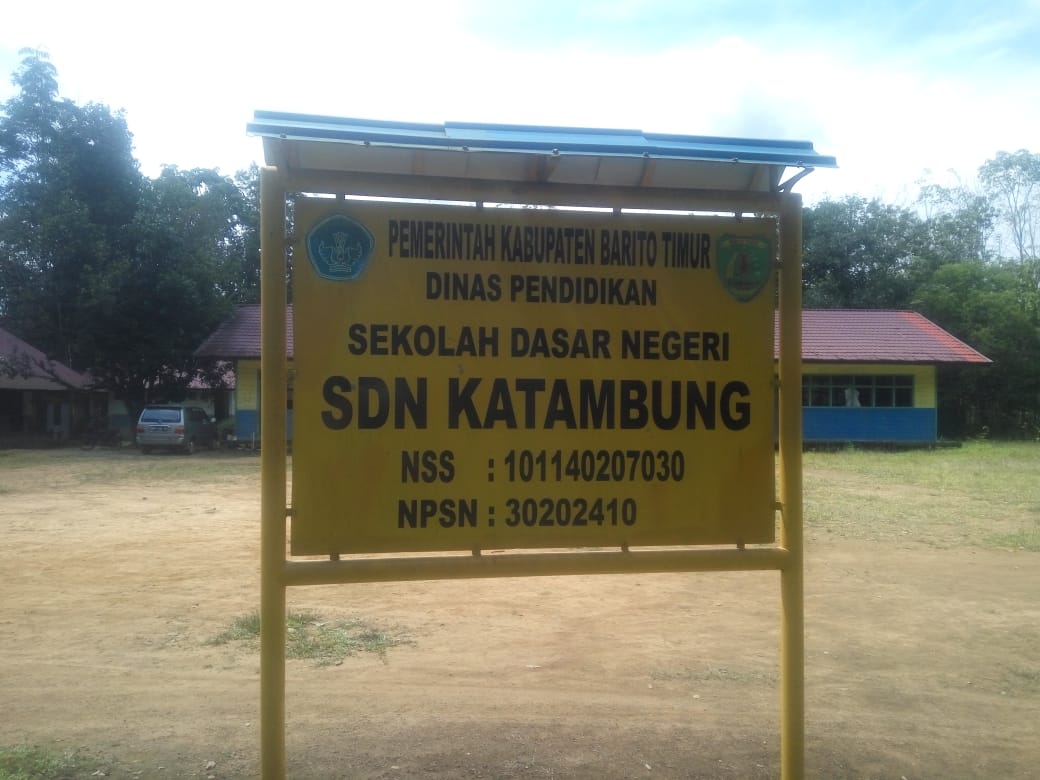 PEMERINTAH KABUPATEN BARITO TIMUR
DINAS PENDIDIKAN
SEKOLAH DASAR NEGERI
SDN KATAMBUNG
NSS : 101140207030
NPSN : 30202410